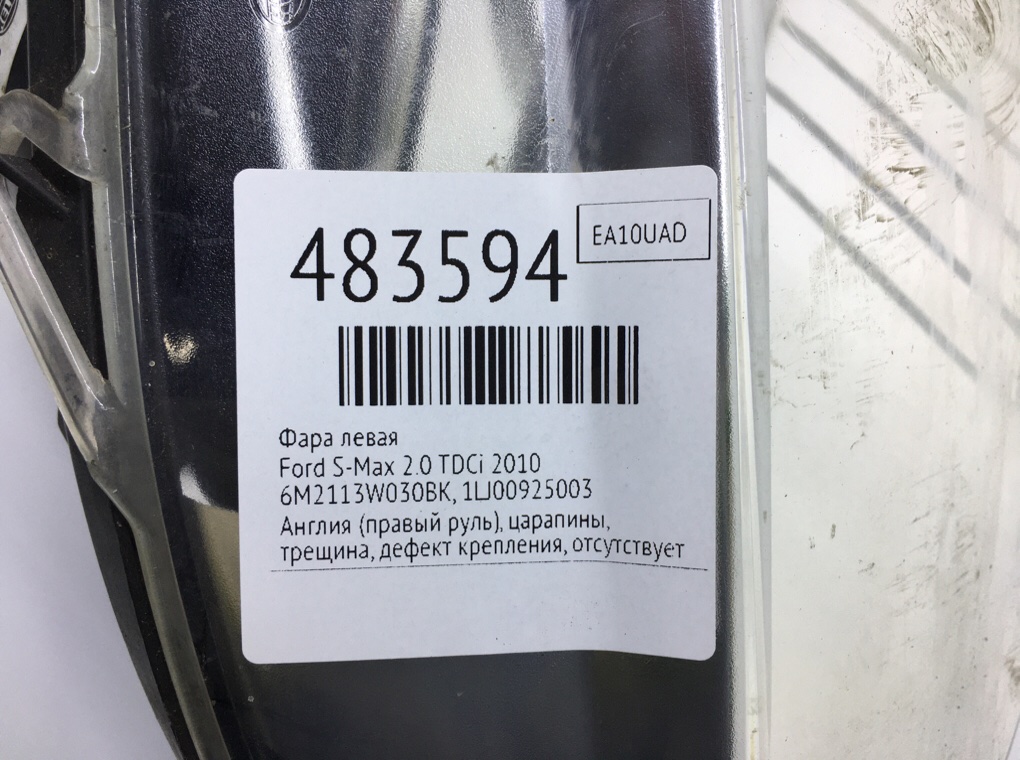 483594
EA10UAD
Фара левая
Ford S-Max 2.0 TDCi 2010
6M2113W030BK, 1LJ00925003
Англия (правый руль), царапины,
трещина, дефект крепления, отсутствует